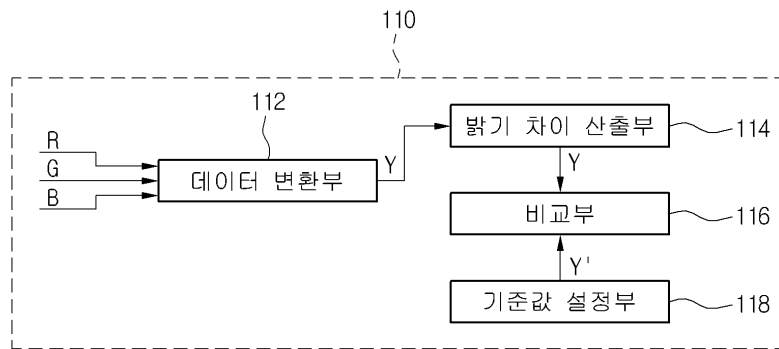 110
112
R
G
B
데이터 변환부
Y
밝기 차이 산출부
114
Y
비교부
116
Y'
기준값 설정부
118